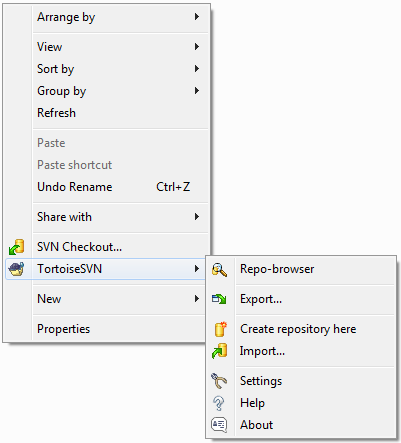 Arrange by
View
Sort by
Group by
Refresh
Paste
Paste shortcut
Undo Rename Ctrl+Z
Share with
SVN Checkout...
TortoiseSVN
New
Properties
Repo-browser
Export...
Create repository here
Import...
Settings
Help
About